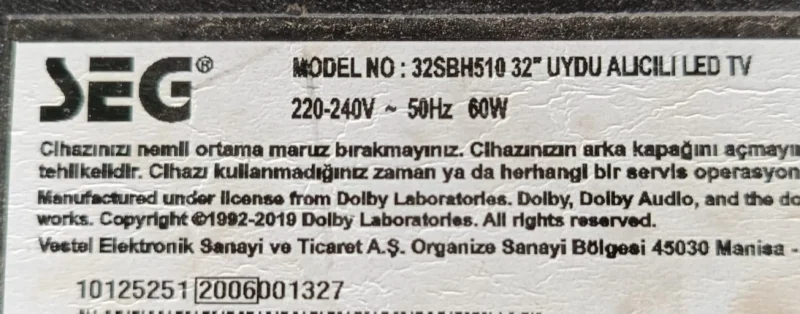 SEG® MODEL NO : 32SBH510 32" UYDU ALICILI LED TV
220-240V ~ 50Hz 60W
Cihazınızı nemli ortama maruz bırakmayınız. Cihazınızın arka kapağını açmayın
tehlikelidir. Cihazı kullanmadığınız zaman ya da herhangi bir servis operasyon
Manufactured under license from Dolby Laboratories. Dolby, Dolby Audio, and the do
works. Copyright ©1992-2019 Dolby Laboratories. All rights reserved.
Vestel Elektronik Sanayi ve Ticaret A.Ş. Organize Sanayi Bölgesi 45030 Manisa -
10125251 2006001327